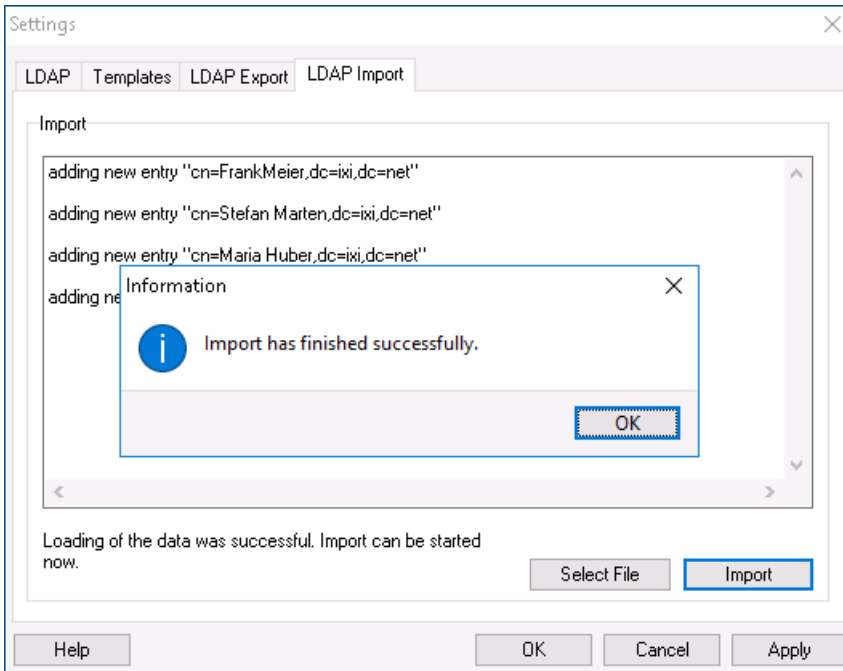 Settings
LDAP Templates LDAP Export LDAP Import
Import
adding new entry "cn=FrankMeier,dc=ixi,dc=net"
adding new entry "cn=Stefan Marten,dc=ixi,dc=net"
adding new entry "cn=Maria Huber,dc=ixi,dc=net"
adding ne
Information
Import has finished successfully.
OK
Loading of the data was successful. Import can be started
now.
Select File Import
Help OK Cancel Apply